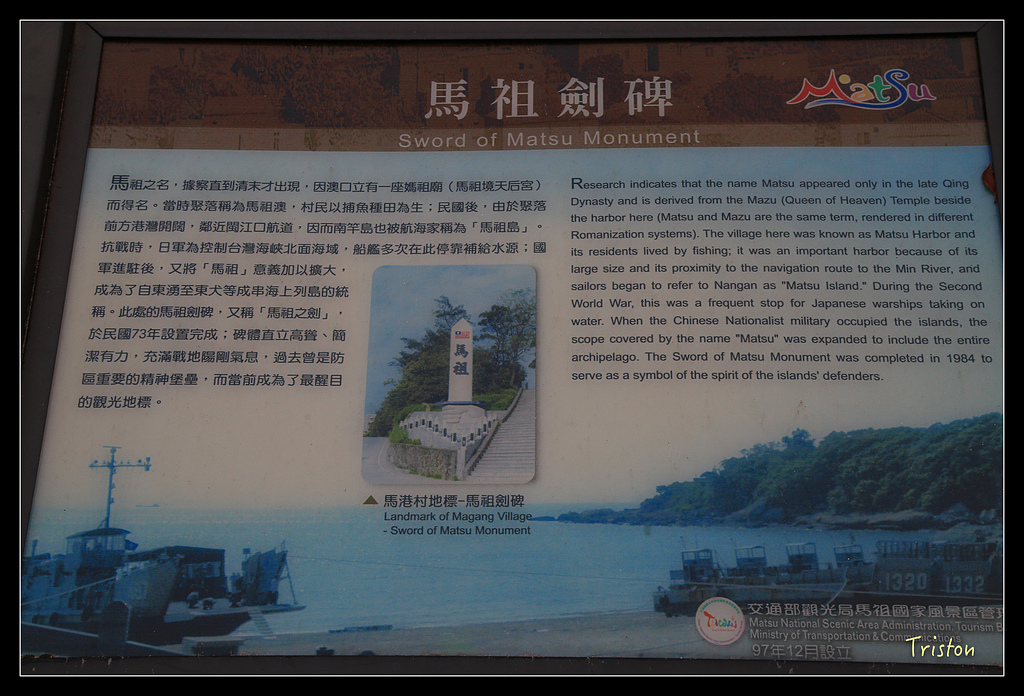 馬祖劍碑
Matsu
Sword of Matsu Monument
馬祖之名，據察直到清末才出現，因澳口立有一座媽祖廟（馬祖境天后宮）
而得名。當時聚落稱為馬祖澳，村民以捕魚種田為生；民國後，由於聚落
前方港灣開闊，鄰近閩江口航道，因而南竿島也被航海家稱為「馬祖島」。
抗戰時，日軍為控制台灣海峽北面海域，船艦多次在此停靠補給水源；國
軍進駐後，又將「馬祖」意義加以擴大，
成為了自東湧至東犬等成串海上列島的統
稱。此處的馬祖劍碑，又稱「馬祖之劍」，
於民國73年設置完成；碑體直立高聳、簡
潔有力，充滿戰地陽剛氣息，過去曾是防
區重要的精神堡壘，而當前成為了最醒目
的觀光地標。
Research indicates that the name Matsu appeared only in the late Qing
Dynasty and is derived from the Mazu (Queen of Heaven) Temple beside
the harbor here (Matsu and Mazu are the same term, rendered in different
Romanization systems). The village here was known as Matsu Harbor and
its residents lived by fishing; it was an important harbor because of its
large size and its proximity to the navigation route to the Min River, and
sailors began to refer to Nangan as "Matsu Island." During the Second
World War, this was a frequent stop for Japanese warships taking on
water. When the Chinese Nationalist military occupied the islands, the
scope covered by the name "Matsu" was expanded to include the entire
archipelago. The Sword of Matsu Monument was completed in 1984 to
serve as a symbol of the spirit of the islands' defenders.
馬祖
馬港村地標-馬祖劍碑
Landmark of Magang Village
- Sword of Matsu Monument
1320 1332
交通部觀光局馬祖國家風景區管
Matsu National Scenic Area Administration, Tourism B
Ministry of Transportation & Communications
97年12月設立
Triston